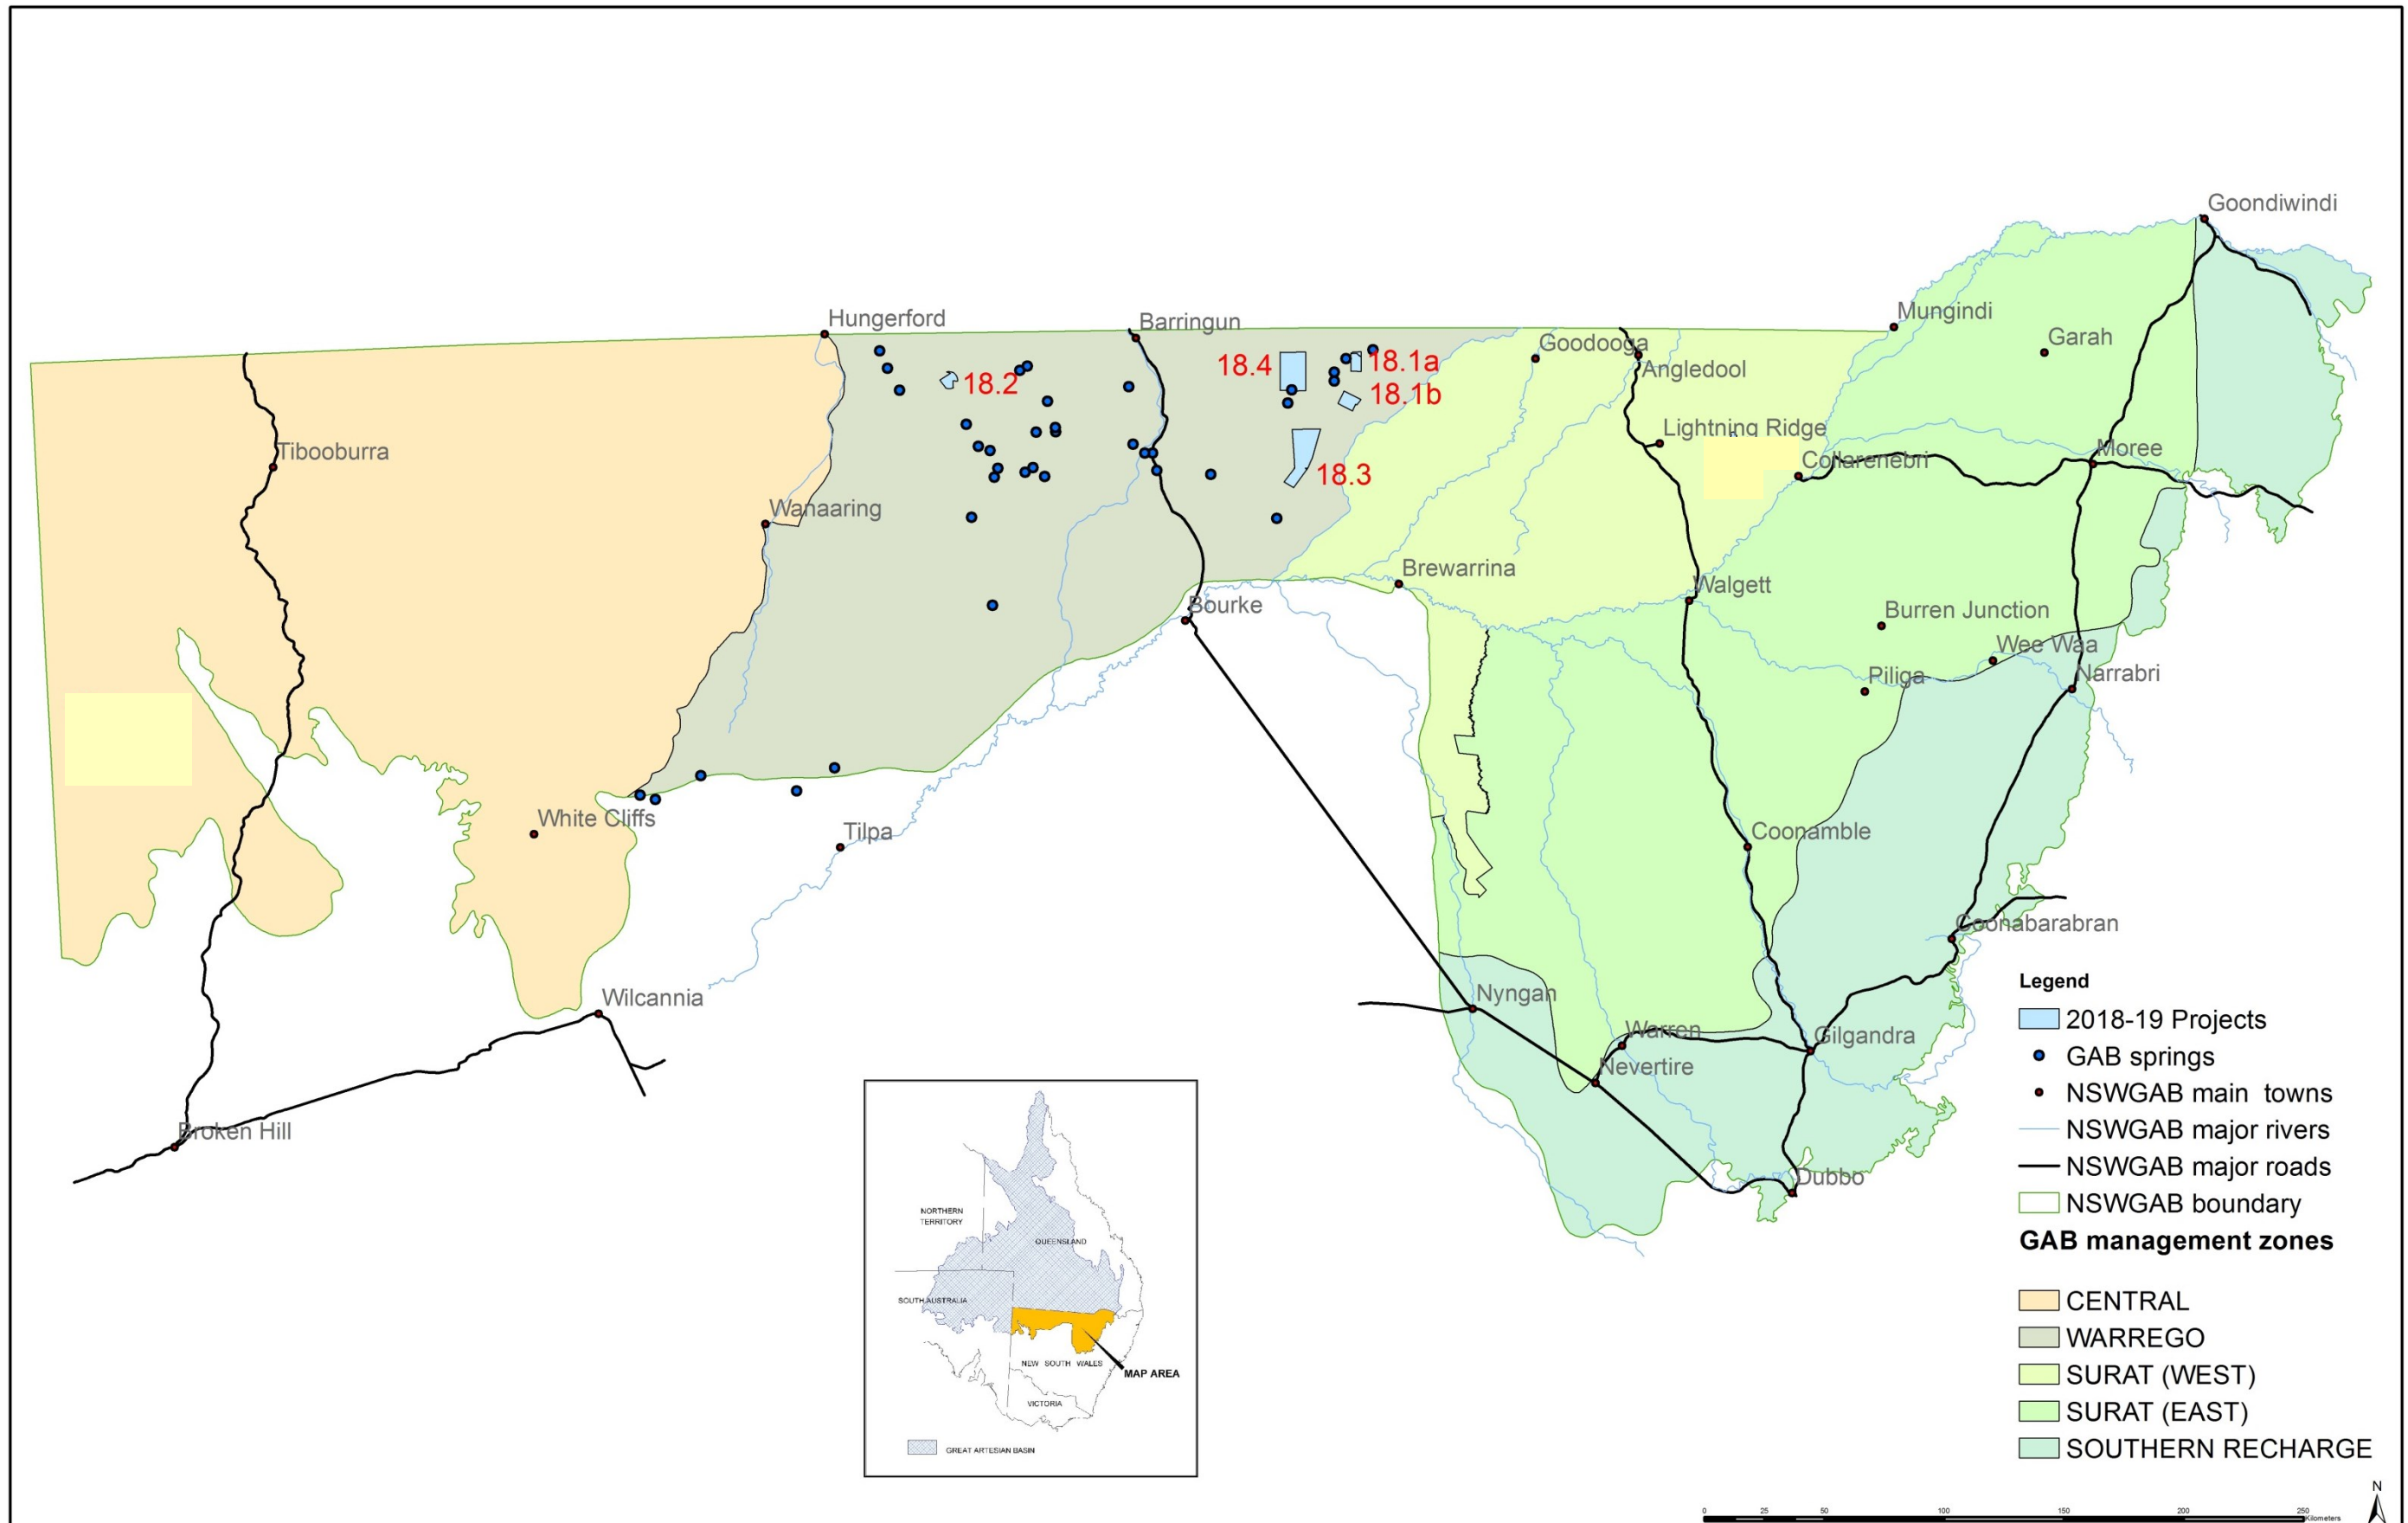 Goondiwindi
Hungerford
Barringun
Mungindi
Goodooga
Garah
18.4
18.1a
Angledool
18.2
18.1b
Lightning Ridge
Tibooburra
Moree
Collarenebri
18.3
Wanaaring
Brewarrina
Walgett
Bourke
Burren Junction
Wee Waa
Piliga
Narrabri
White Cliffs
Tilpa
Coonamble
Coonabarabran
Wilcannia
Nyngan
Warren
Gilgandra
Nevertire
Broken Hill
Dubbo
NORTHERN
TERRITORY
QUEENSLAND
SOUTH AUSTRALIA
NEW SOUTH WALES
MAP AREA
VICTORIA
GREAT ARTESIAN BASIN
Legend
2018-19 Projects
GAB springs
NSWGAB main towns
NSWGAB major rivers
NSWGAB major roads
NSWGAB boundary
GAB management zones
CENTRAL
WARREGO
SURAT (WEST)
SURAT (EAST)
SOUTHERN RECHARGE
N
0 25 50 100 150 200 250
Kilometers